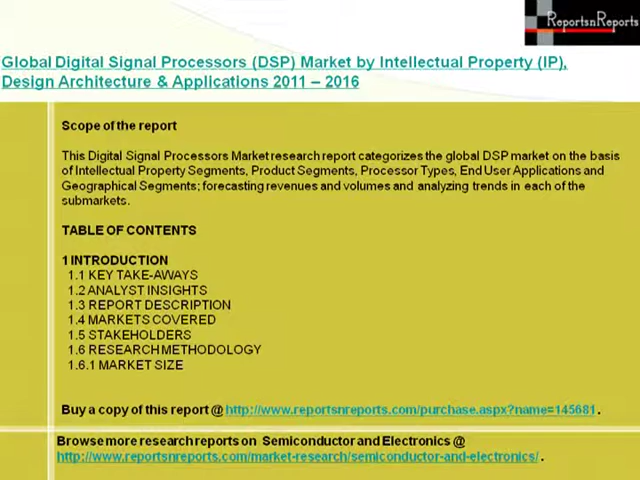 ReportsnReports
Global Digital Signal Processors (DSP) Market by Intellectual Property (IP),
Design Architecture & Applications 2011 – 2016
Scope of the report
This Digital Signal Processors Market research report categorizes the global DSP market on the basis
of Intellectual Property Segments, Product Segments, Processor Types, End User Applications and
Geographical Segments; forecasting revenues and volumes and analyzing trends in each of the
submarkets.
TABLE OF CONTENTS
1 INTRODUCTION
1.1 KEY TAKE-AWAYS
1.2 ANALYST INSIGHTS
1.3 REPORT DESCRIPTION
1.4 MARKETS COVERED
1.5 STAKEHOLDERS
1.6 RESEARCH METHODOLOGY
1.6.1 MARKET SIZE
Buy a copy of this report @ http://www.reportsnreports.com/purchase.aspx?name=145681.
Browse more research reports on Semiconductor and Electronics @
http://www.reportsnreports.com/market-research/semiconductor-and-electronics/.